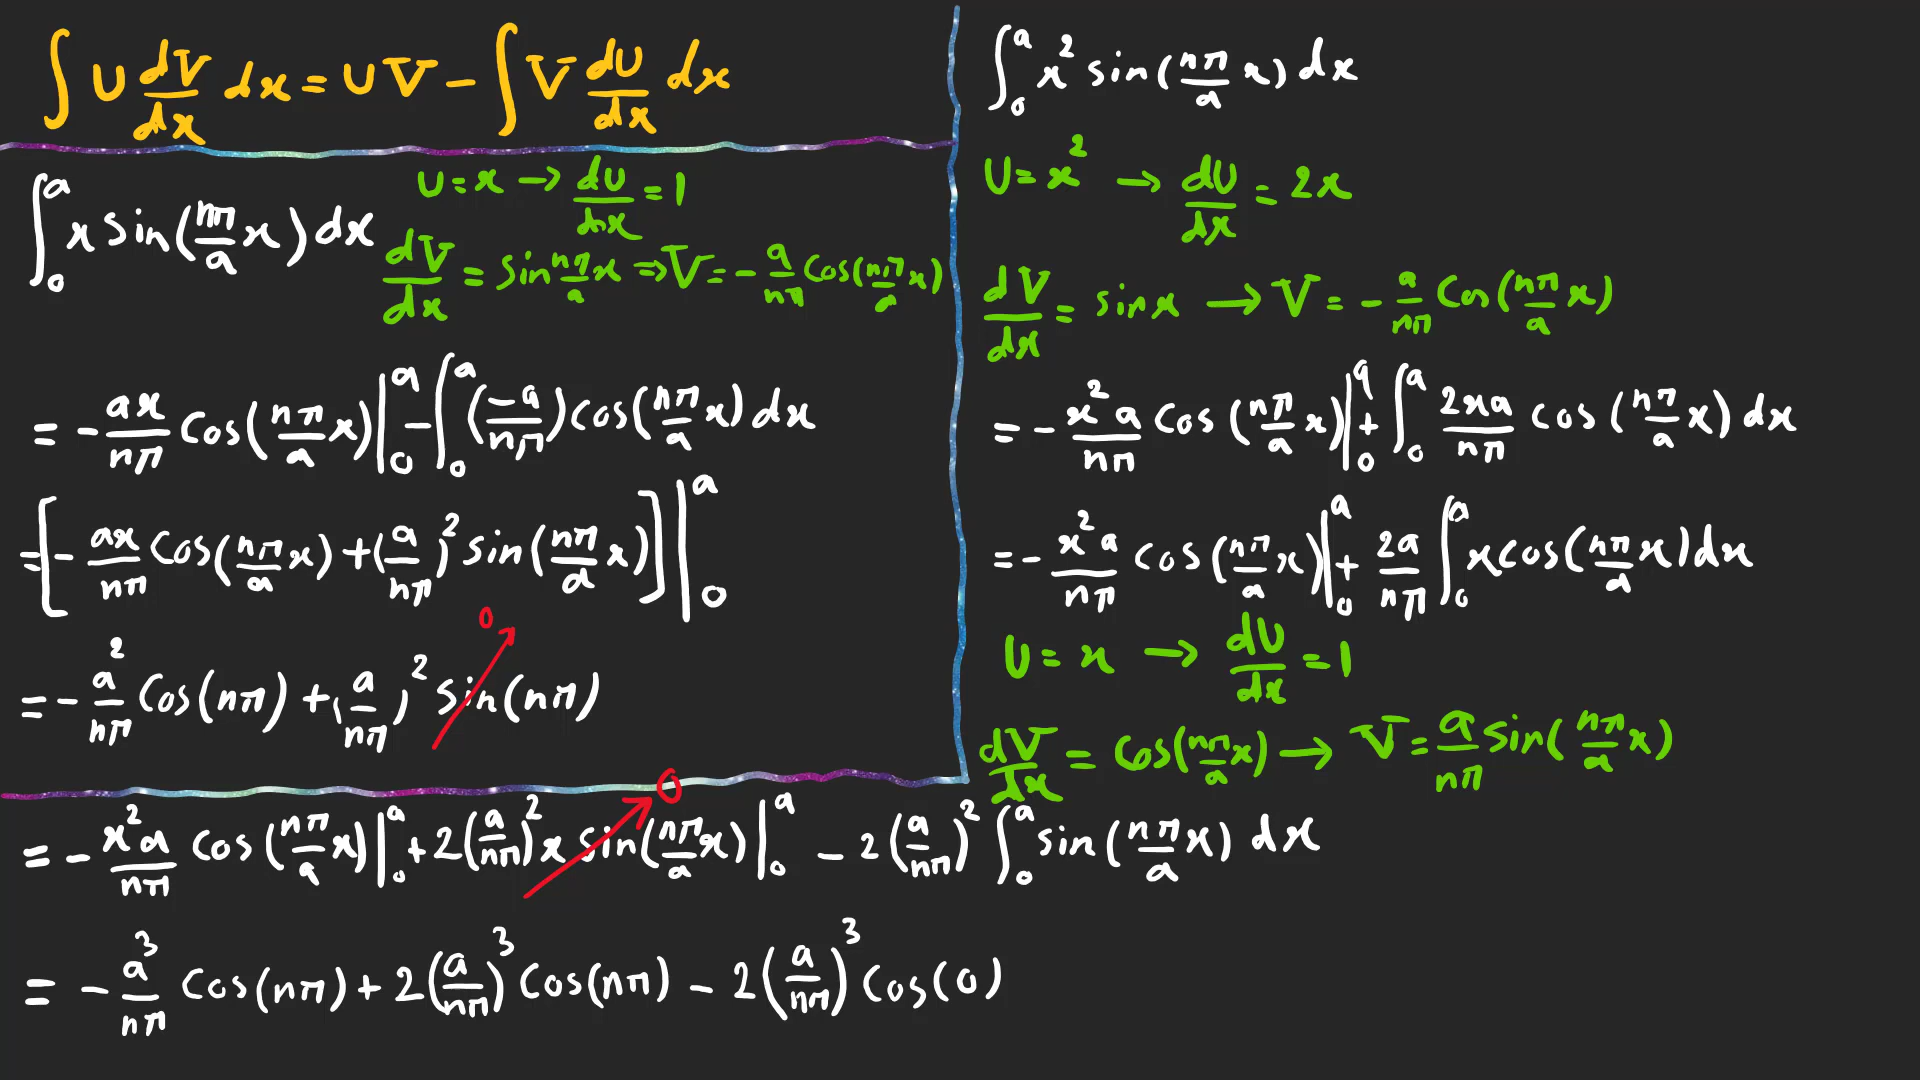 ∫ U dV/dx dx = UV - ∫ V dU/dx dx
∫₀ᵃ x sin(nπ/a x) dx
U = x → dU/dx = 1
dV/dx = sin nπ/a x ⇒ V = - a/nπ Cos(nπ/a x)
= - ax/nπ Cos(nπ/a x)|₀ᵃ - ∫₀ᵃ (-a/nπ) cos(nπ/a x) dx
= [- ax/nπ Cos(nπ/a x) + (a/nπ)² sin(nπ/a x)]|₀ᵃ
0
= - a²/nπ Cos(nπ) + (a/nπ)² sin(nπ)
∫₀ᵃ x² sin(nπ/a x) dx
U = x² → dU/dx = 2x
dV/dx = sin x → V = - a/nπ Cos(nπ/a x)
= - x²a/nπ Cos(nπ/a x)|₀ᵃ + ∫₀ᵃ 2xa/nπ cos(nπ/a x) dx
= - x²a/nπ cos(nπ/a x)|₀ᵃ + 2a/nπ ∫₀ᵃ x cos(nπ/a x) dx
U = x → dU/dx = 1
dV/dx = Cos(nπ/a x) → V = a/nπ Sin(nπ/a x)
0
= - x²a/nπ cos(nπ/a x)|₀ᵃ + 2(a/nπ)² x sin(nπ/a x)|₀ᵃ - 2(a/nπ)² ∫₀ᵃ sin(nπ/a x) dx
= - a³/nπ Cos(nπ) + 2(a/nπ)³ Cos(nπ) - 2(a/nπ)³ Cos(0)